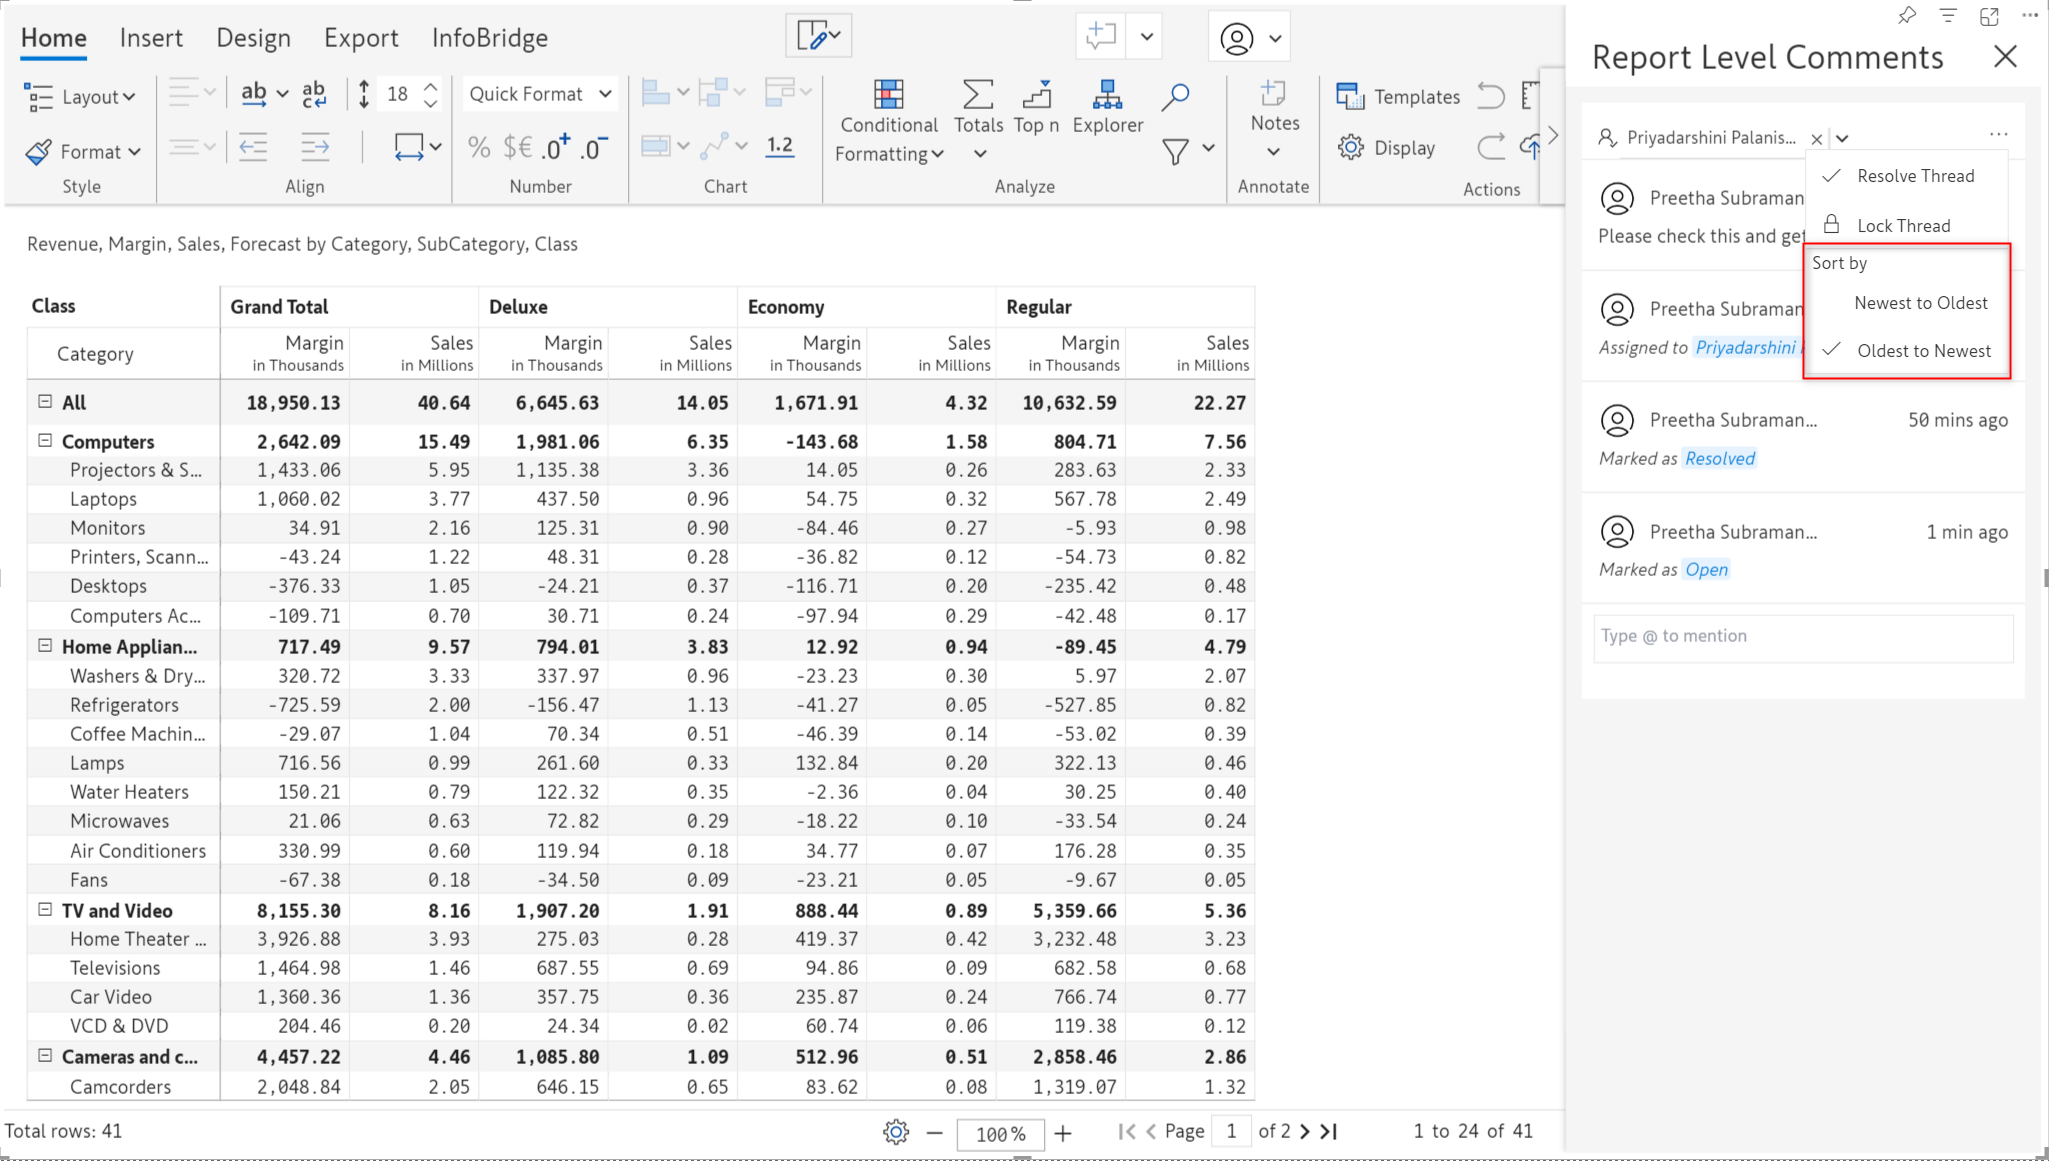 Home Insert Design Export InfoBridge
Layout ab ab 18 Quick Format
c
Format % $€ .0+ .0- 1.2
Conditional Formatting Totals Top n Explorer
Notes
Templates
Display
Style Align Number Chart Analyze Annotate Actions
Revenue, Margin, Sales, Forecast by Category, SubCategory, Class
Class Grand Total Deluxe Economy Regular
Category Margin Sales Margin Sales Margin Sales Margin Sales
in Thousands in Millions in Thousands in Millions in Thousands in Millions in Thousands in Millions
All 18,950.13 40.64 6,645.63 14.05 1,671.91 4.32 10,632.59 22.27
Computers 2,642.09 15.49 1,981.06 6.35 -143.68 1.58 804.71 7.56
Projectors & S... 1,433.06 5.95 1,135.38 3.36 14.05 0.26 283.63 2.33
Laptops 1,060.02 3.77 437.50 0.96 54.75 0.32 567.78 2.49
Monitors 34.91 2.16 125.31 0.90 -84.46 0.27 -5.93 0.98
Printers, Scann... -43.24 1.22 48.31 0.28 -36.82 0.12 -54.73 0.82
Desktops -376.33 1.05 -24.21 0.37 -116.71 0.20 -235.42 0.48
Computers Ac... -109.71 0.70 30.71 0.24 -97.94 0.29 -42.48 0.17
Home Applian... 717.49 9.57 794.01 3.83 12.92 0.94 -89.45 4.79
Washers & Dry... 320.72 3.33 337.97 0.96 -23.23 0.30 5.97 2.07
Refrigerators -725.59 2.00 -156.47 1.13 -41.27 0.05 -527.85 0.82
Coffee Machin... -29.07 1.04 70.34 0.51 -46.39 0.14 -53.02 0.39
Lamps 716.56 0.99 261.60 0.33 132.84 0.20 322.13 0.46
Water Heaters 150.21 0.79 122.32 0.35 -2.36 0.04 30.25 0.40
Microwaves 21.06 0.63 72.82 0.29 -18.22 0.10 -33.54 0.24
Air Conditioners 330.99 0.60 119.94 0.18 34.77 0.07 176.28 0.35
Fans -67.38 0.18 -34.50 0.09 -23.21 0.05 -9.67 0.05
TV and Video 8,155.30 8.16 1,907.20 1.91 888.44 0.89 5,359.66 5.36
Home Theater ... 3,926.88 3.93 275.03 0.28 419.37 0.42 3,232.48 3.23
Televisions 1,464.98 1.46 687.55 0.69 94.86 0.09 682.58 0.68
Car Video 1,360.36 1.36 357.75 0.36 235.87 0.24 766.74 0.77
VCD & DVD 204.46 0.20 24.34 0.02 60.74 0.06 119.38 0.12
Cameras and c... 4,457.22 4.46 1,085.80 1.09 512.96 0.51 2,858.46 2.86
Camcorders 2,048.84 2.05 646.15 0.65 83.62 0.08 1,319.07 1.32
Total rows: 41 100% Page 1 of 2 1 to 24 of 41
Report Level Comments
Priyadarshini Palanis...
Resolve Thread
Lock Thread
Sort by
Newest to Oldest
Oldest to Newest
Preetha Subraman
Please check this and get
Preetha Subraman
Assigned to Priyadarshini
Preetha Subraman... 50 mins ago
Marked as Resolved
Preetha Subraman... 1 min ago
Marked as Open
Type @ to mention